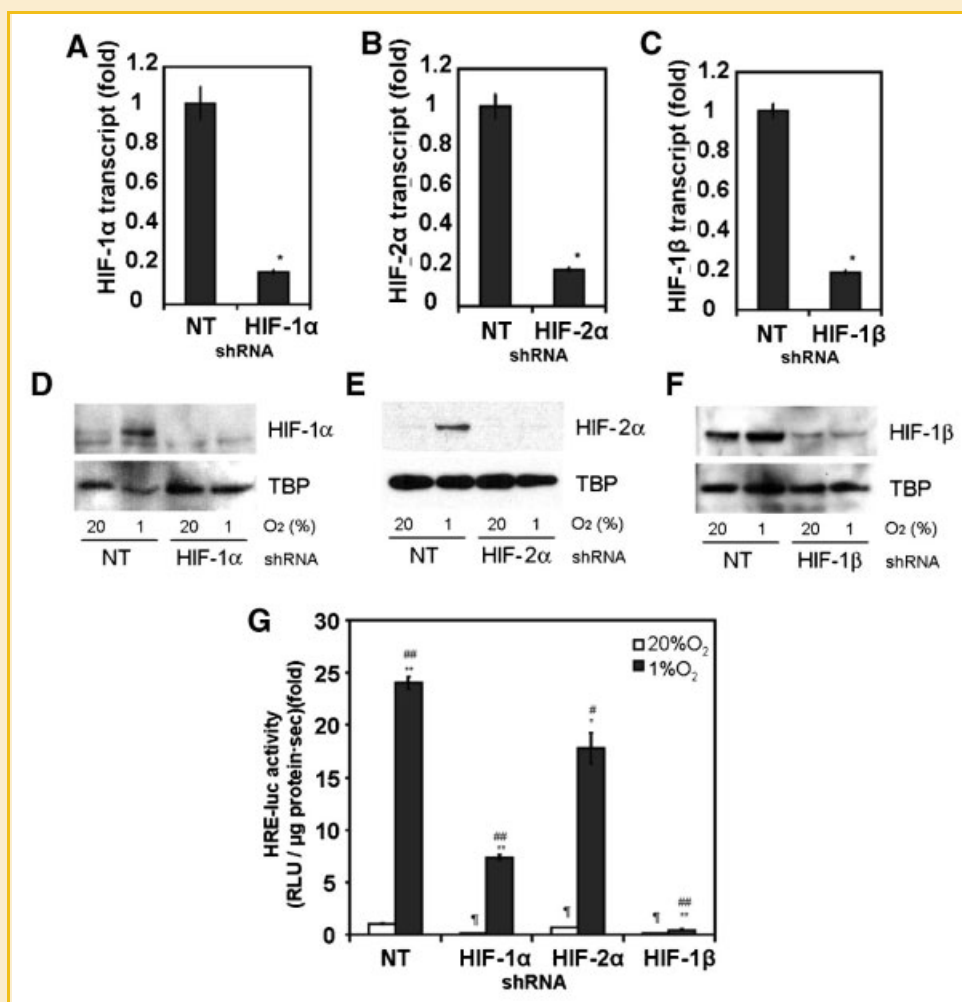 A
HIF-1α transcript (fold)
1.2
1
0.8
0.6
0.4
0.2
0
*
NT HIF-1α
shRNA
B
HIF-2α transcript (fold)
1.2
1
0.8
0.6
0.4
0.2
0
*
NT HIF-2α
shRNA
C
HIF-1β transcript (fold)
1.2
1
0.8
0.6
0.4
0.2
0
*
NT HIF-1β
shRNA
D
HIF-1α
TBP
20 1 20 1 O2 (%)
NT HIF-1α shRNA
E
HIF-2α
TBP
20 1 20 1 O2 (%)
NT HIF-2α shRNA
F
HIF-1β
TBP
20 1 20 1 O2 (%)
NT HIF-1β shRNA
G
HRE-luc activity
(RLU / µg protein·sec)(fold)
30
25
20
15
10
5
0
20%O2
1%O2
##
**
¶
##
**
¶
#
*
¶
##
**
NT HIF-1α HIF-2α HIF-1β
shRNA